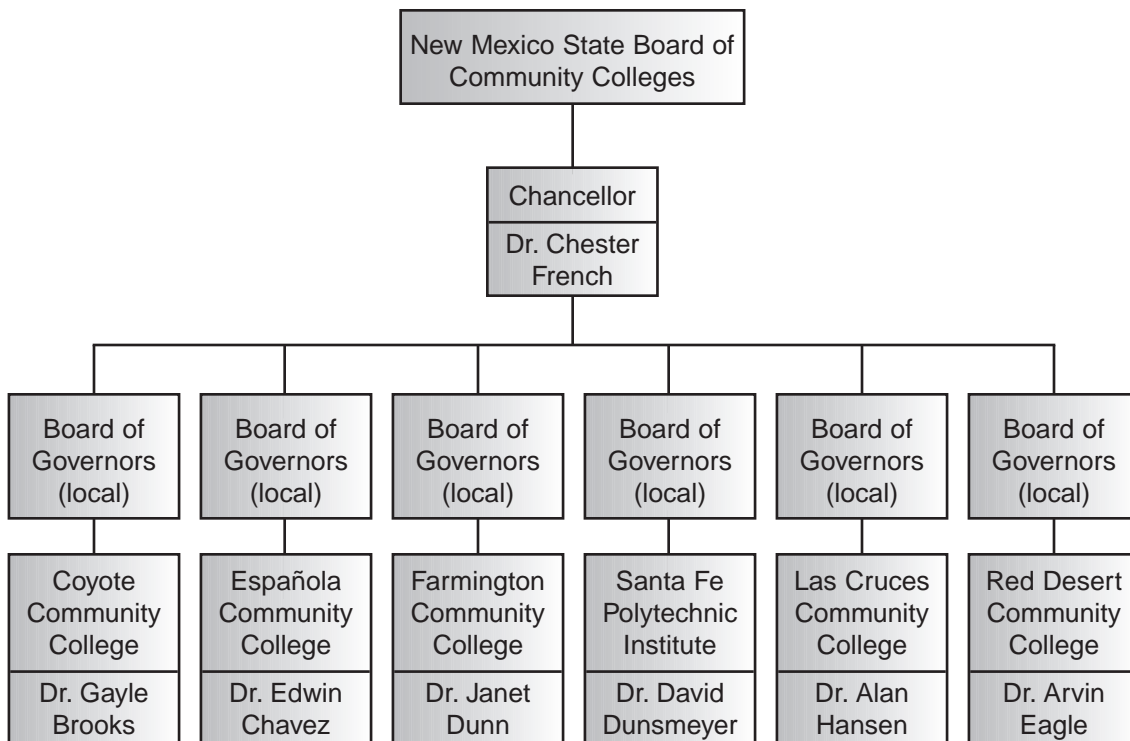 New Mexico State Board of
Community Colleges
Chancellor
Dr. Chester
French
Board of
Governors
(local)
Board of
Governors
(local)
Board of
Governors
(local)
Board of
Governors
(local)
Board of
Governors
(local)
Board of
Governors
(local)
Coyote
Community
College
Dr. Gayle
Brooks
Española
Community
College
Dr. Edwin
Chavez
Farmington
Community
College
Dr. Janet
Dunn
Santa Fe
Polytechnic
Institute
Dr. David
Dunsmeyer
Las Cruces
Community
College
Dr. Alan
Hansen
Red Desert
Community
College
Dr. Arvin
Eagle